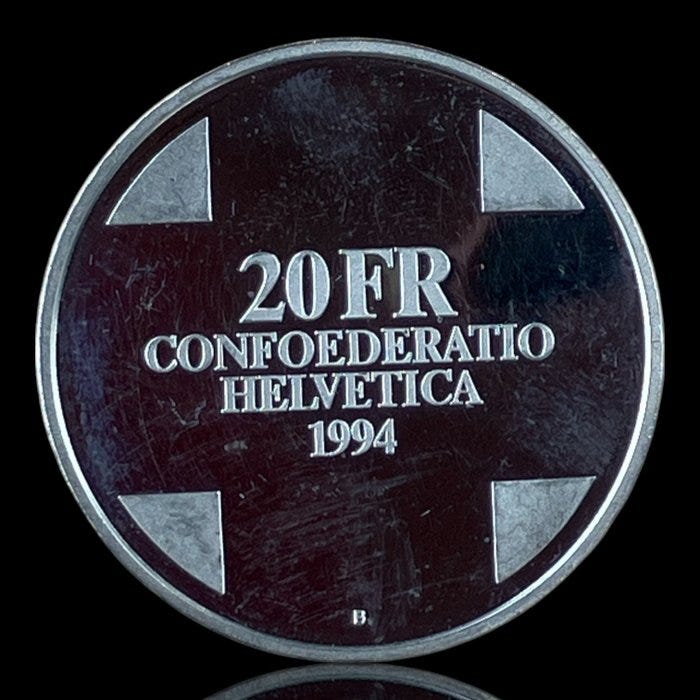 20 FR
CONFOEDERATIO
HELVETICA
1994
B